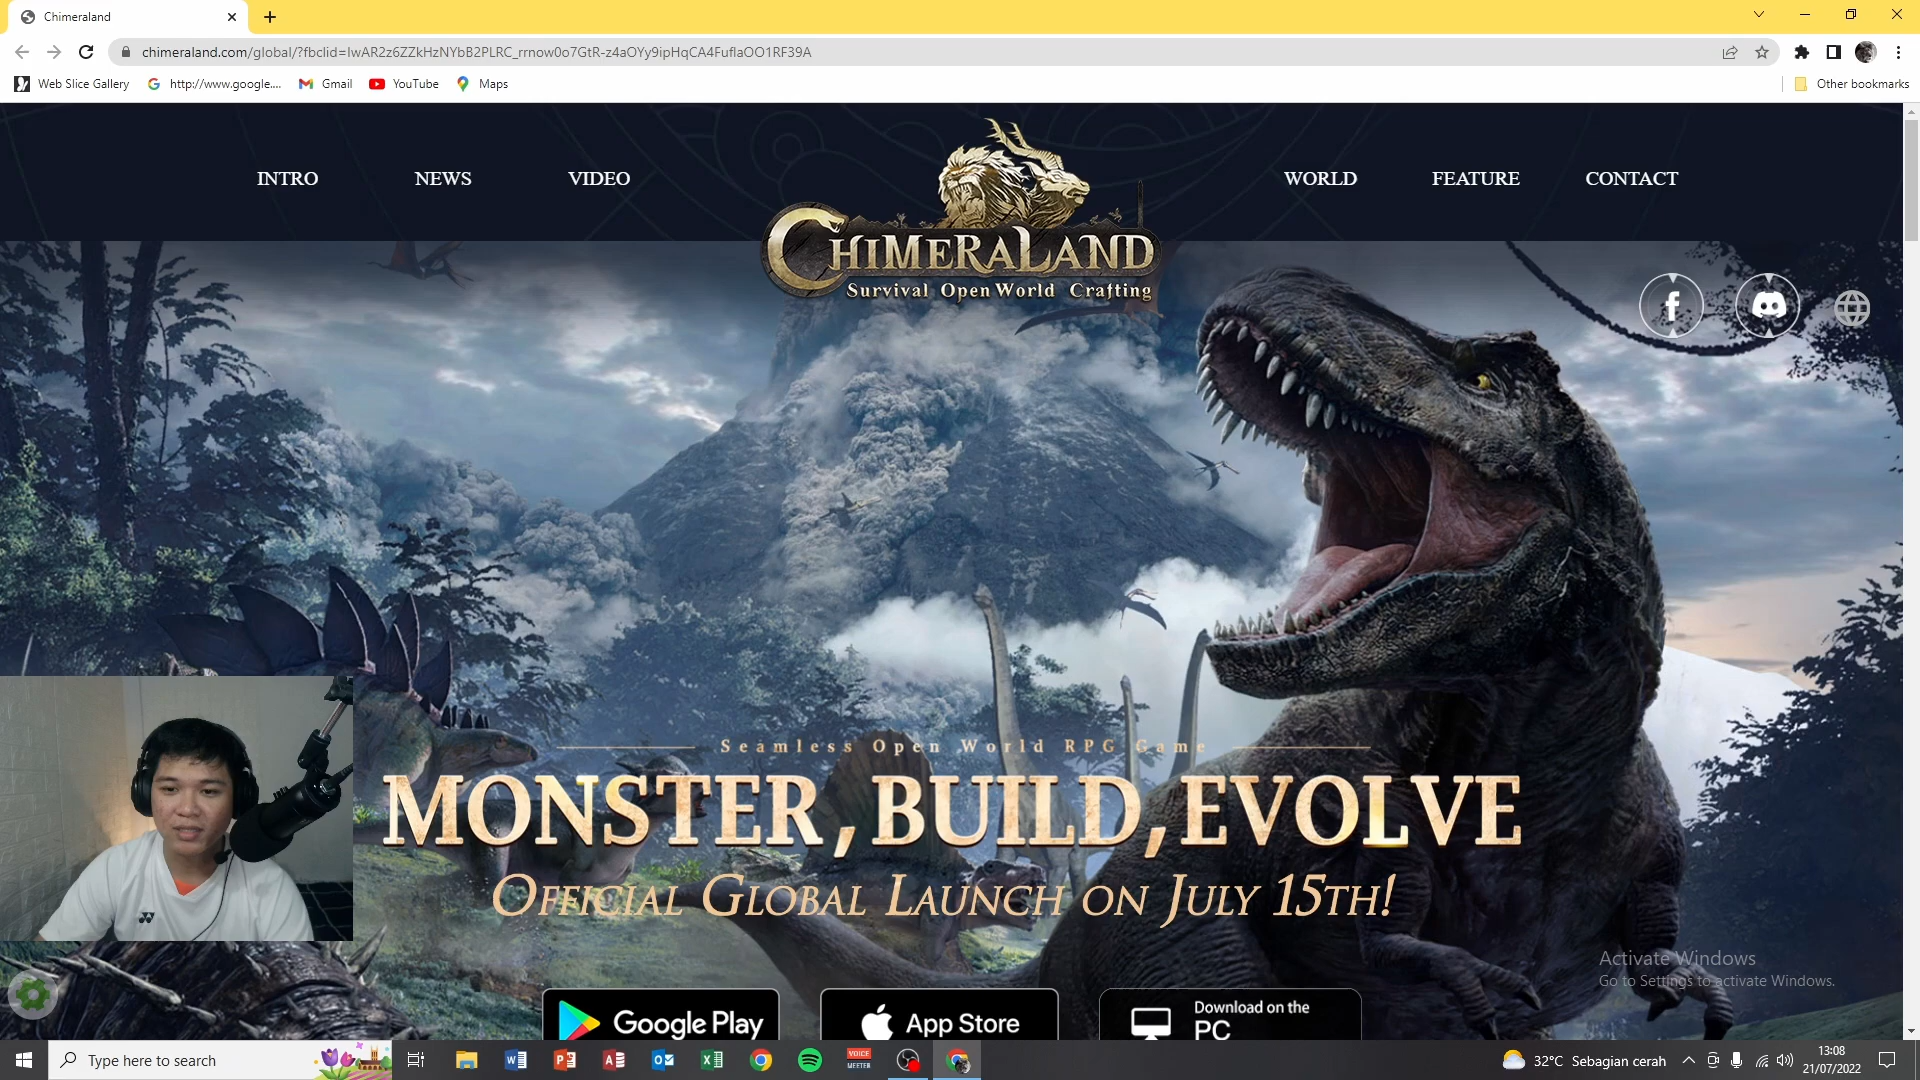 Chimeraland
chimeraland.com/global/?fbclid=IwAR2z6ZZkHzNYbB2PLRC_rrnow0o7GtR-z4aOYy9ipHqCA4FuflaOO1RF39A
Web Slice Gallery
http://www.google....
Gmail
YouTube
Maps
Other bookmarks
INTRO
NEWS
VIDEO
WORLD
FEATURE
CONTACT
CHIMERALAND
Survival Open World Crafting
Seamless Open World RPG Game
MONSTER, BUILD, EVOLVE
OFFICIAL GLOBAL LAUNCH ON JULY 15TH!
Google Play
App Store
Download on the
PC
Activate Windows
Go to Settings to activate Windows.
Type here to search
VOICE
MEETER
32°C Sebagian cerah
13:08
21/07/2022